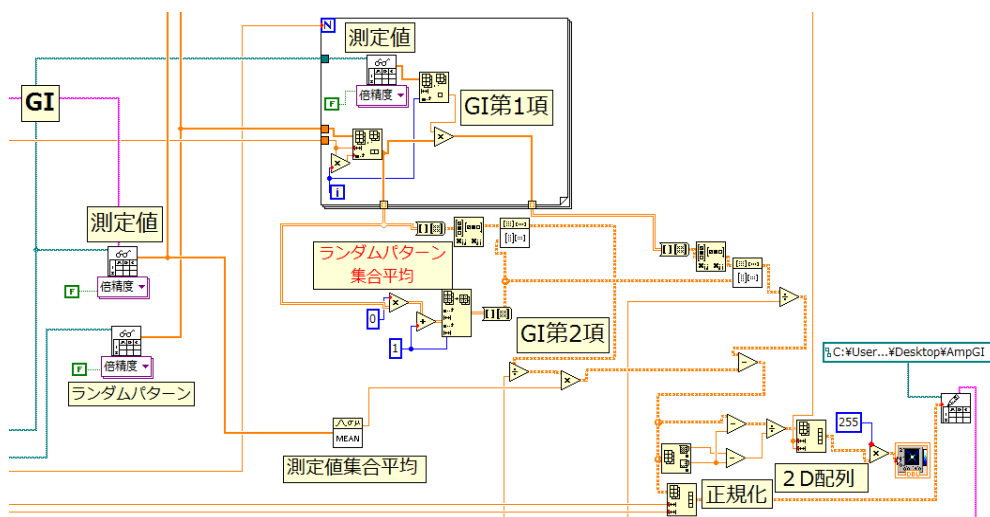 N
測定値
GI
倍精度
F
GI第1項
i
測定値
倍精度
F
ランダムパターン
集合平均
0
1
GI第2項
倍精度
F
ランダムパターン
C:¥User...¥Desktop¥AmpGI
MEAN
測定値集合平均
255
2D配列
正規化